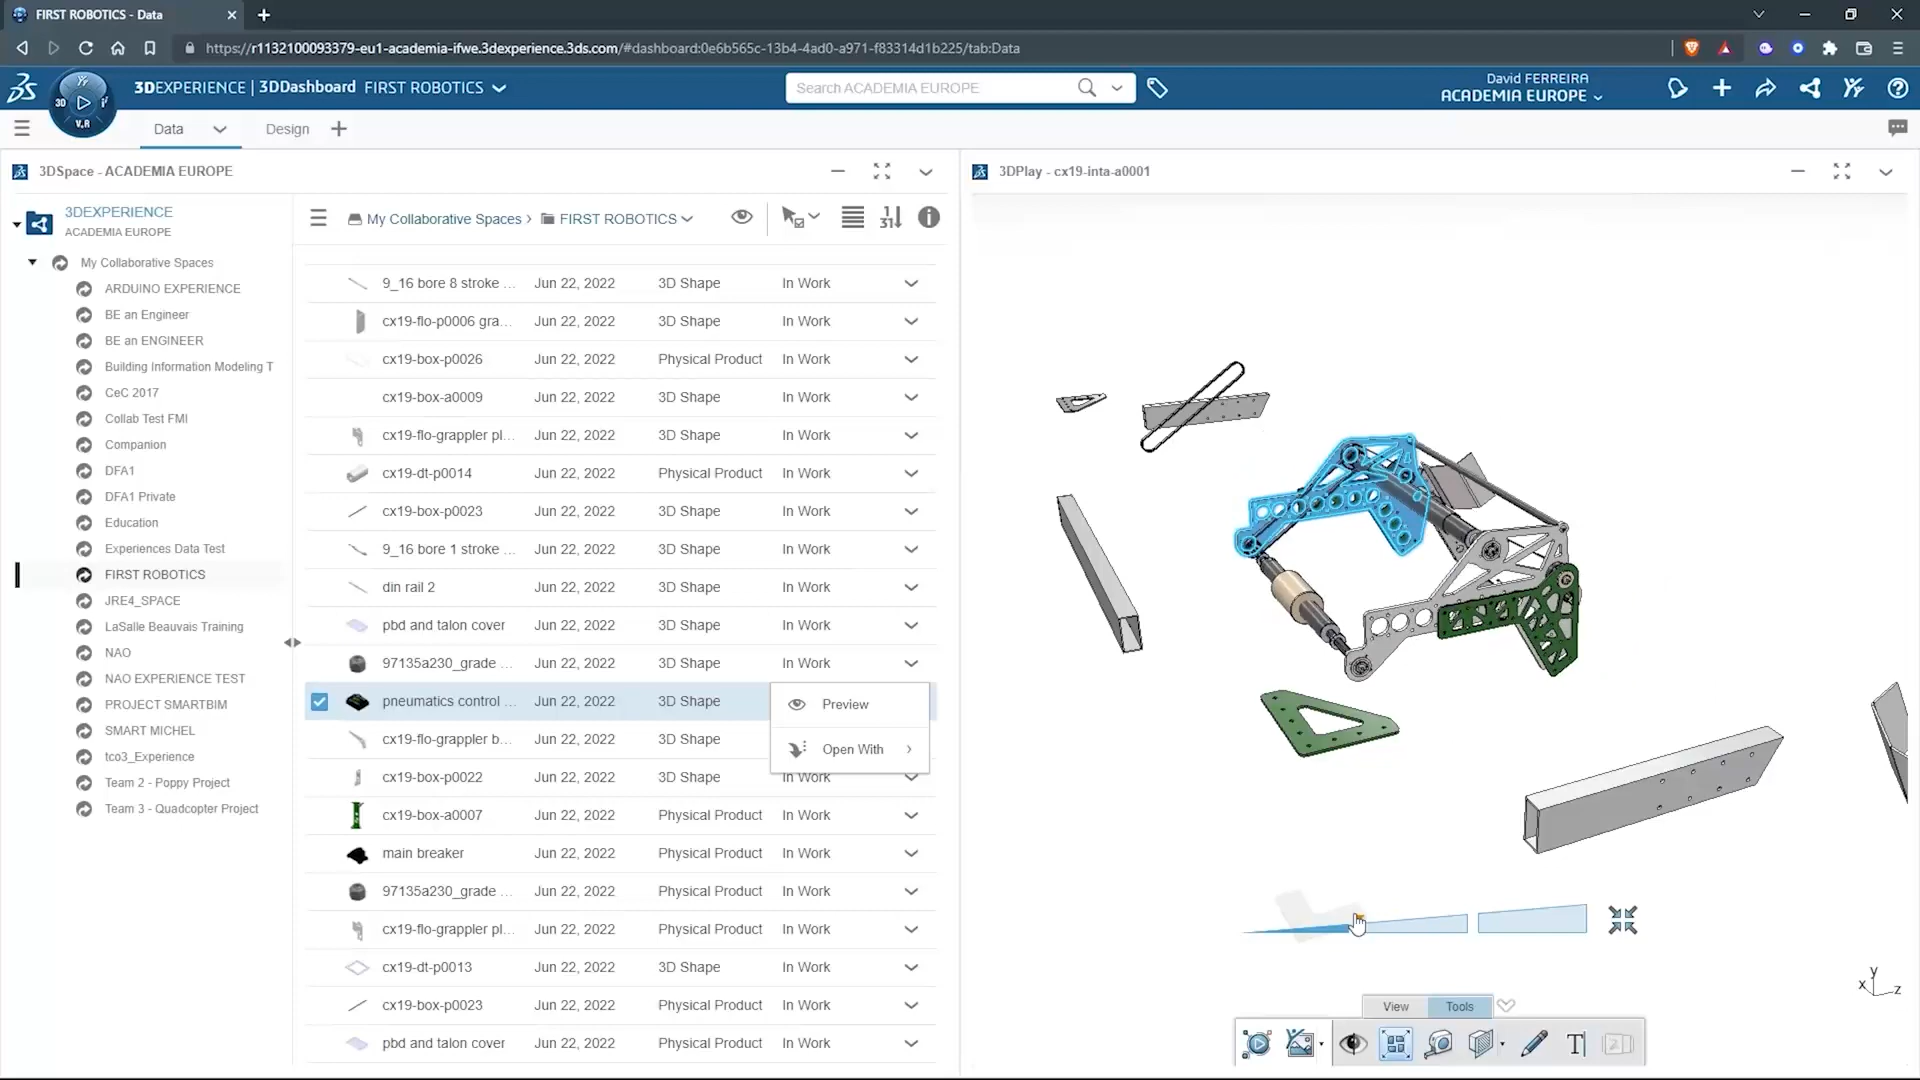 FIRST ROBOTICS - Data
https://r1132100093379-eu1-academia-ifwe.3dexperience.3ds.com/#dashboard:0e6b565c-13b4-4ad0-a971-f83314d1b225/tab:Data
3D
V.R
3DEXPERIENCE | 3DDashboard FIRST ROBOTICS
Search ACADEMIA EUROPE
David FERREIRA
ACADEMIA EUROPE
Data
Design
3DSpace - ACADEMIA EUROPE
3DPlay - cx19-inta-a0001
3DEXPERIENCE
ACADEMIA EUROPE
My Collaborative Spaces
ARDUINO EXPERIENCE
BE an Engineer
BE an ENGINEER
Building Information Modeling T
CeC 2017
Collab Test FMI
Companion
DFA1
DFA1 Private
Education
Experiences Data Test
FIRST ROBOTICS
JRE4_SPACE
LaSalle Beauvais Training
NAO
NAO EXPERIENCE TEST
PROJECT SMARTBIM
SMART MICHEL
tco3_Experience
Team 2 - Poppy Project
Team 3 - Quadcopter Project
My Collaborative Spaces › FIRST ROBOTICS
9_16 bore 8 stroke ... Jun 22, 2022 3D Shape In Work
cx19-flo-p0006 gra... Jun 22, 2022 3D Shape In Work
cx19-box-p0026 Jun 22, 2022 Physical Product In Work
cx19-box-a0009 Jun 22, 2022 3D Shape In Work
cx19-flo-grappler pl... Jun 22, 2022 3D Shape In Work
cx19-dt-p0014 Jun 22, 2022 Physical Product In Work
cx19-box-p0023 Jun 22, 2022 3D Shape In Work
9_16 bore 1 stroke ... Jun 22, 2022 3D Shape In Work
din rail 2 Jun 22, 2022 3D Shape In Work
pbd and talon cover Jun 22, 2022 3D Shape In Work
97135a230_grade ... Jun 22, 2022 3D Shape In Work
pneumatics control ... Jun 22, 2022 3D Shape
cx19-flo-grappler b... Jun 22, 2022 3D Shape
cx19-box-p0022 Jun 22, 2022 3D Shape In Work
cx19-box-a0007 Jun 22, 2022 Physical Product In Work
main breaker Jun 22, 2022 Physical Product In Work
97135a230_grade ... Jun 22, 2022 Physical Product In Work
cx19-flo-grappler pl... Jun 22, 2022 Physical Product In Work
cx19-dt-p0013 Jun 22, 2022 3D Shape In Work
cx19-box-p0023 Jun 22, 2022 Physical Product In Work
pbd and talon cover Jun 22, 2022 Physical Product In Work
Preview
Open With
y
x
z
View
Tools